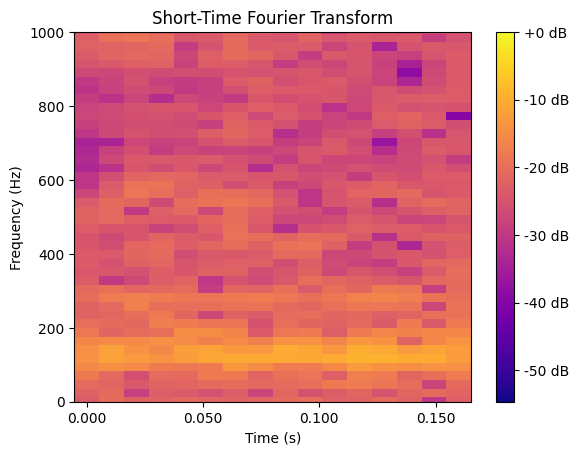 Short-Time Fourier Transform
1000
800
600
400
200
0
Frequency (Hz)
0.000
0.050
0.100
0.150
Time (s)
+0 dB
-10 dB
-20 dB
-30 dB
-40 dB
-50 dB